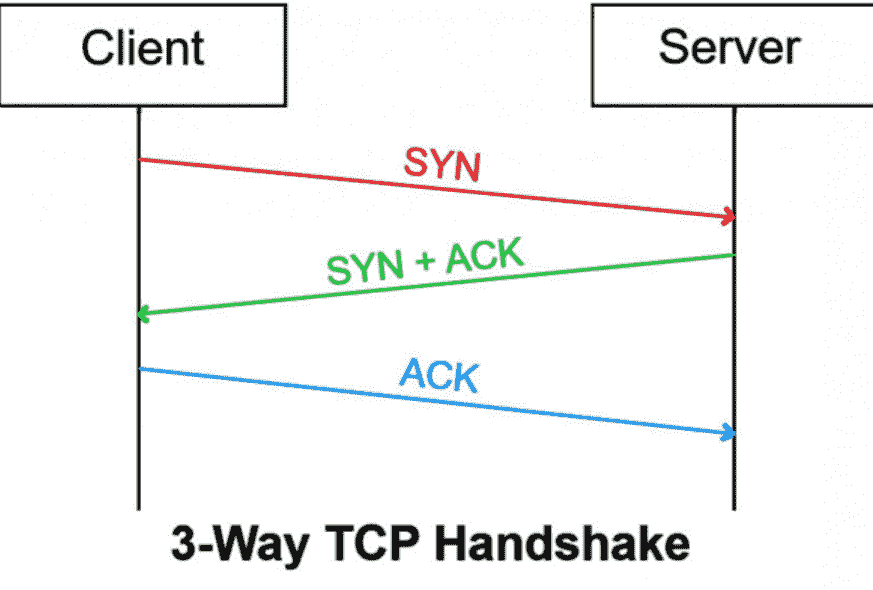 Client
Server
SYN
SYN + ACK
ACK
3-Way TCP Handshake